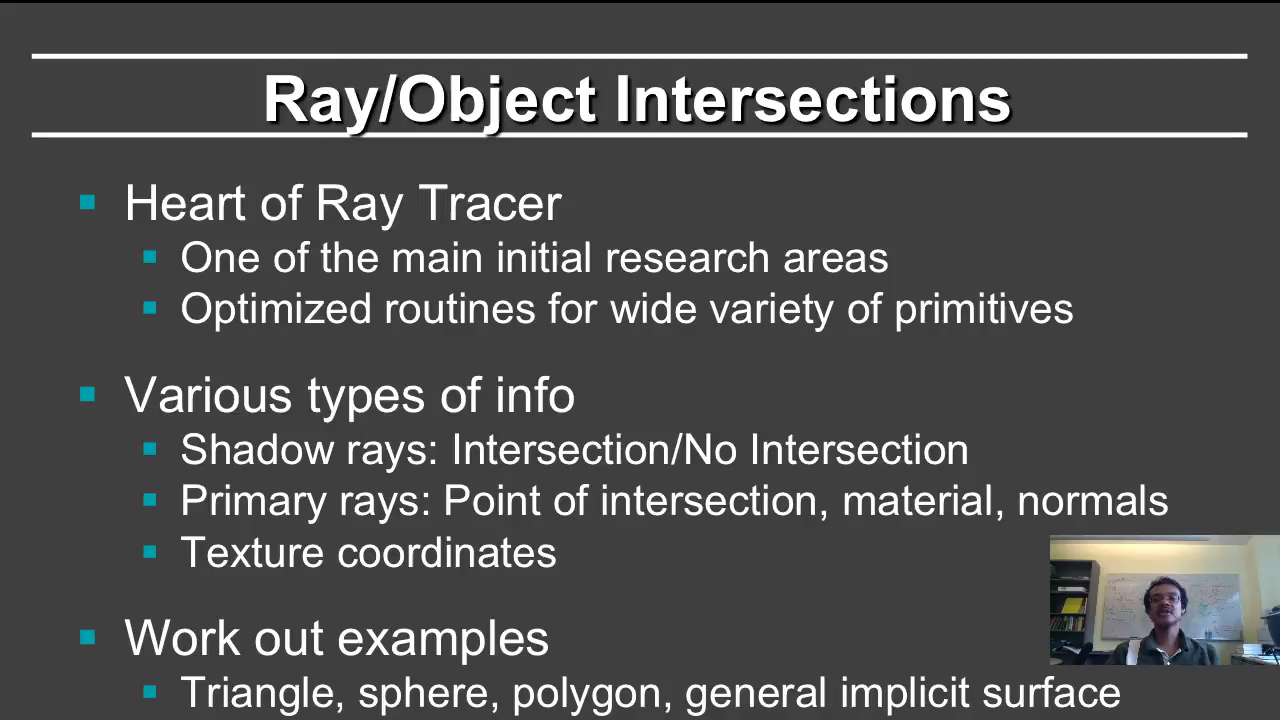 Ray/Object Intersections
Heart of Ray Tracer
One of the main initial research areas
Optimized routines for wide variety of primitives
Various types of info
Shadow rays: Intersection/No Intersection
Primary rays: Point of intersection, material, normals
Texture coordinates
Work out examples
Triangle, sphere, polygon, general implicit surface